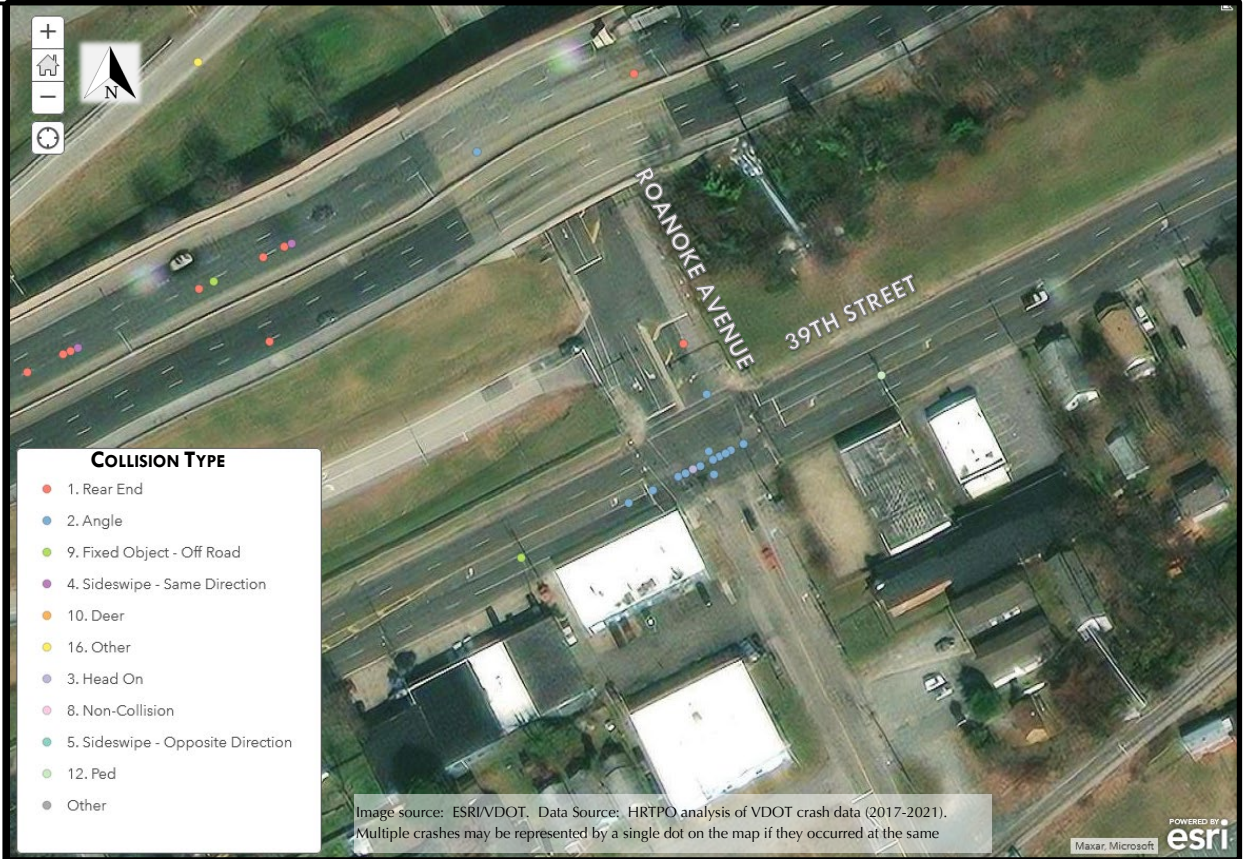 +
−
N
ROANOKE AVENUE
39TH STREET
COLLISION TYPE
1. Rear End
2. Angle
9. Fixed Object - Off Road
4. Sideswipe - Same Direction
10. Deer
16. Other
3. Head On
8. Non-Collision
5. Sideswipe - Opposite Direction
12. Ped
Other
Image source: ESRI/VDOT. Data Source: HRTPO analysis of VDOT crash data (2017-2021).
Multiple crashes may be represented by a single dot on the map if they occurred at the same
Maxar, Microsoft
POWERED BY
esri